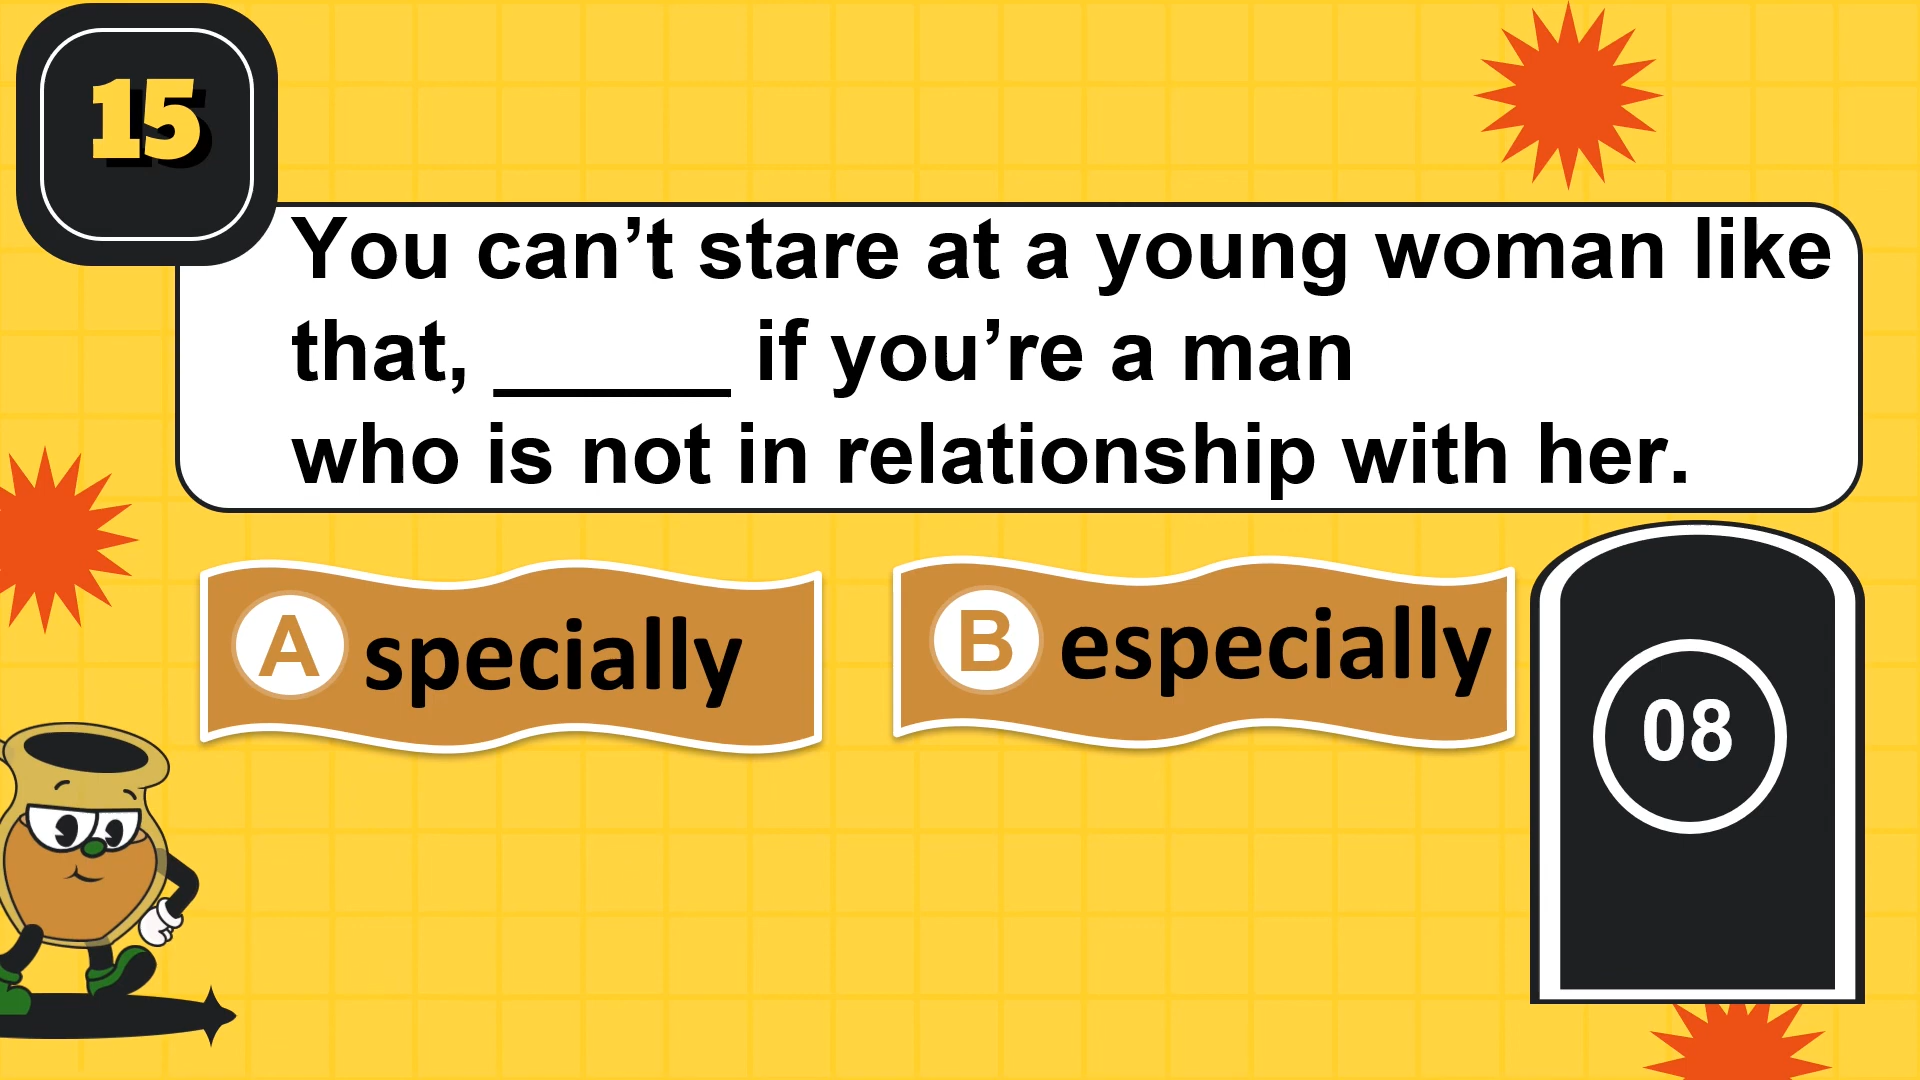 15
You can’t stare at a young woman like
that, _____ if you’re a man
who is not in relationship with her.
A specially
B especially
08